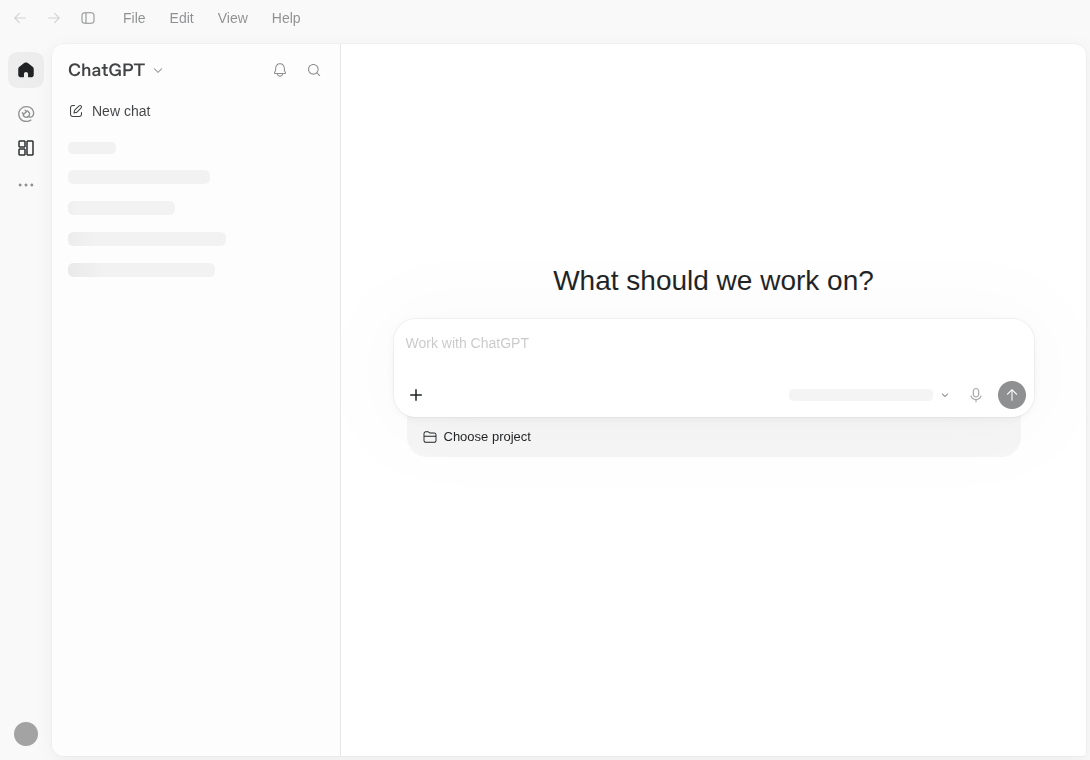 File Edit View Help
ChatGPT
New chat
What should we work on?
Work with ChatGPT
Choose project